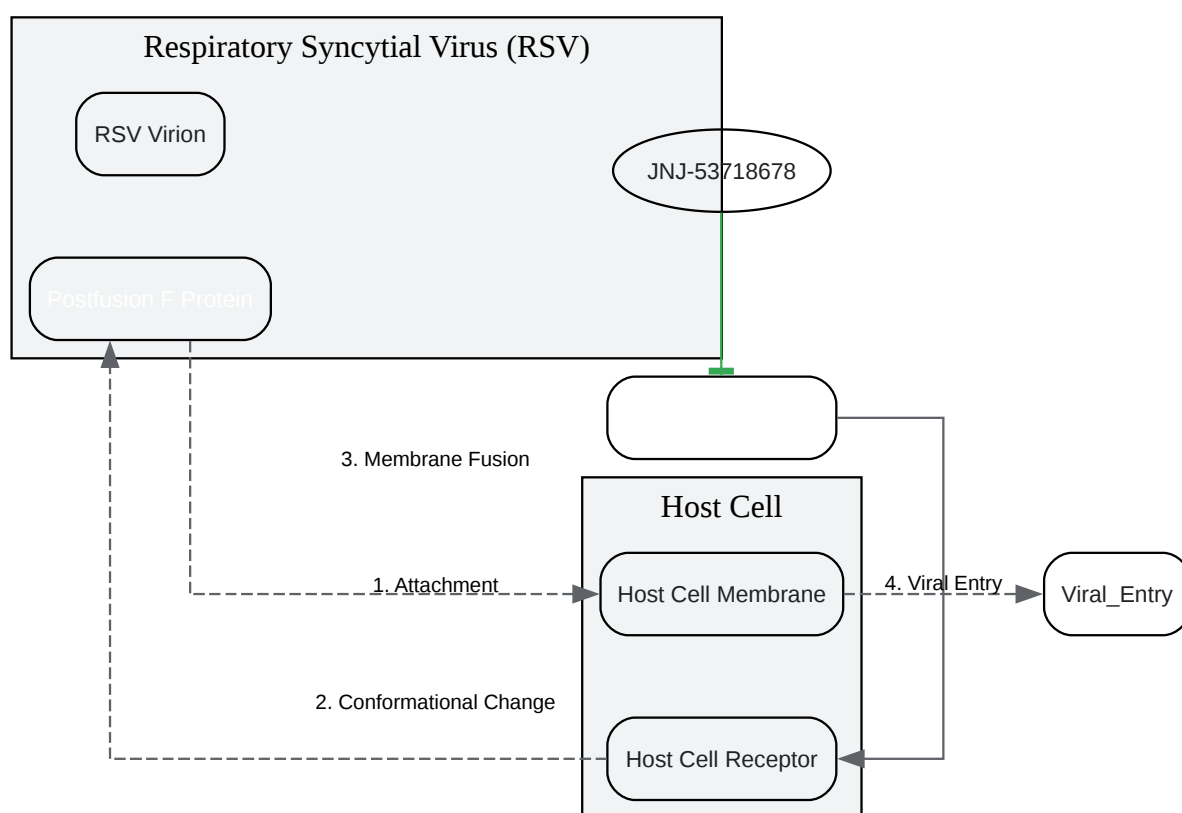 Respiratory Syncytial Virus (RSV)
RSV Virion
JNJ-53718678
Postfusion F Protein
3. Membrane Fusion
Host Cell
1. Attachment
Host Cell Membrane
4. Viral Entry
Viral_Entry
2. Conformational Change
Host Cell Receptor